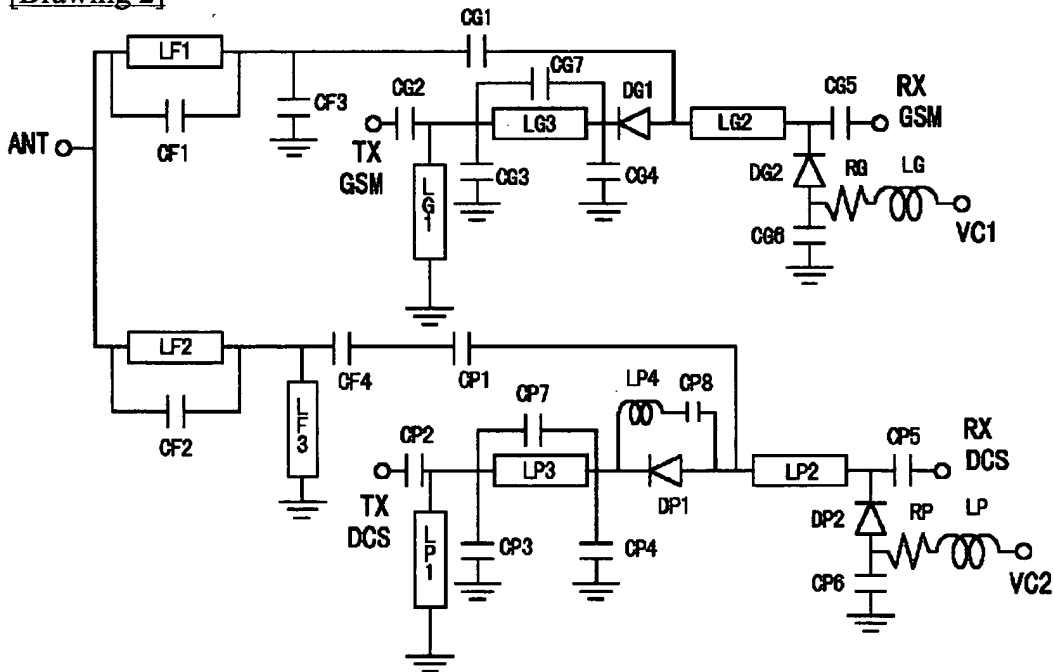 [Drawing 2]
CG1
LF1
CG7
CF3
CG2
DG1
CG5
RX
GSM
LG3
LG2
ANT
CF1
TX
GSM
LG1
CG3
CG4
DG2
RG
LG
CG6
VC1
LF2
CF4
CP1
LP4
CP8
CP7
CF2
LF3
CP2
CP5
RX
DCS
LP3
LP2
DP1
TX
DCS
LP1
CP3
CP4
DP2
RP
LP
CP6
VC2